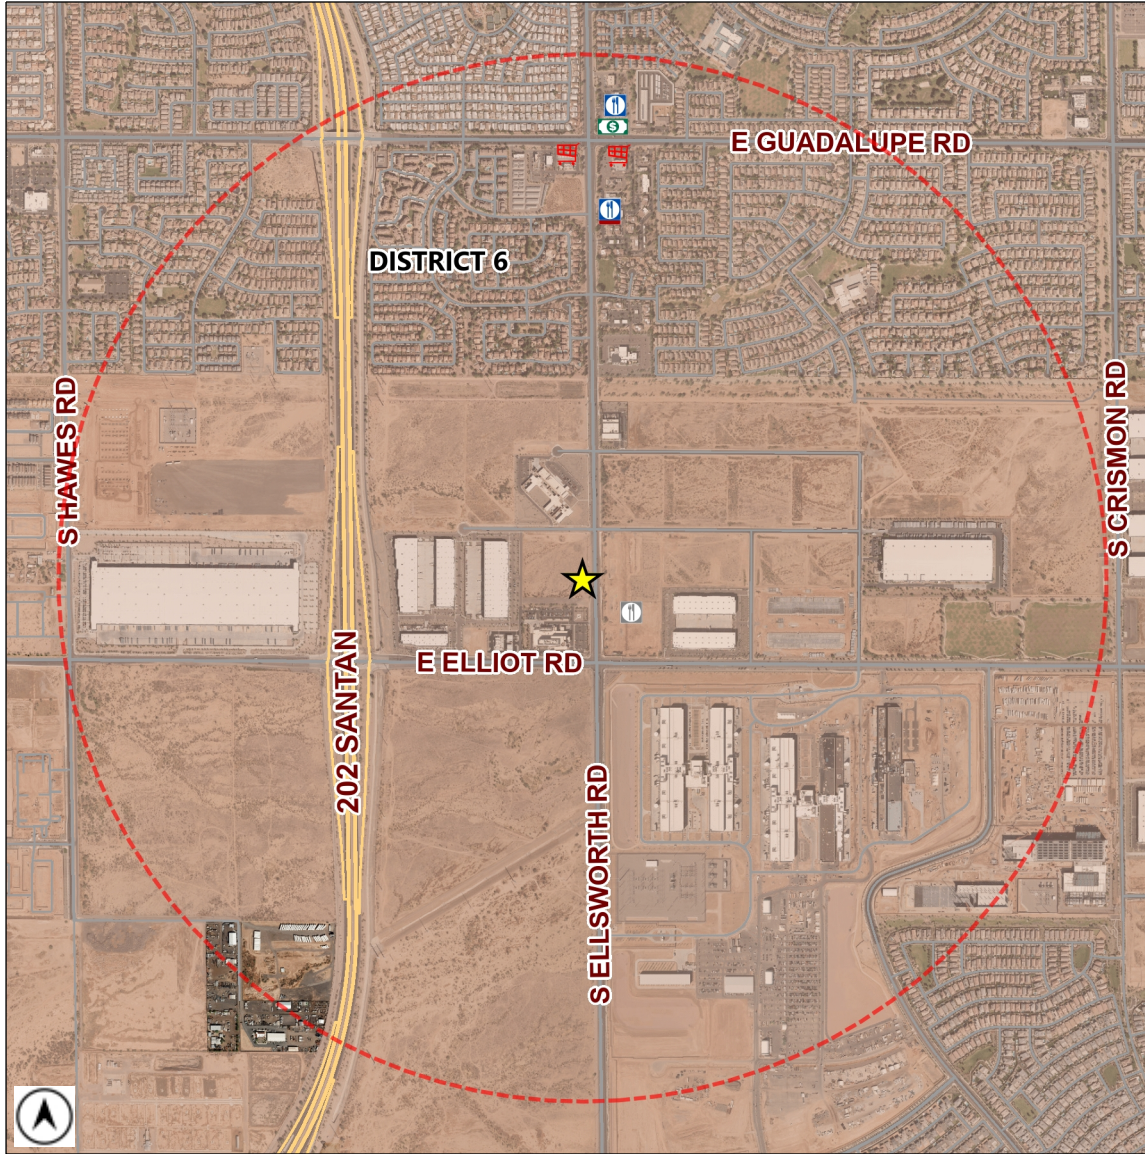 E GUADALUPE RD
DISTRICT 6
S HAWES RD
S CRISMON RD
E ELLIOT RD
202 SANTAN
S ELLSWORTH RD
S